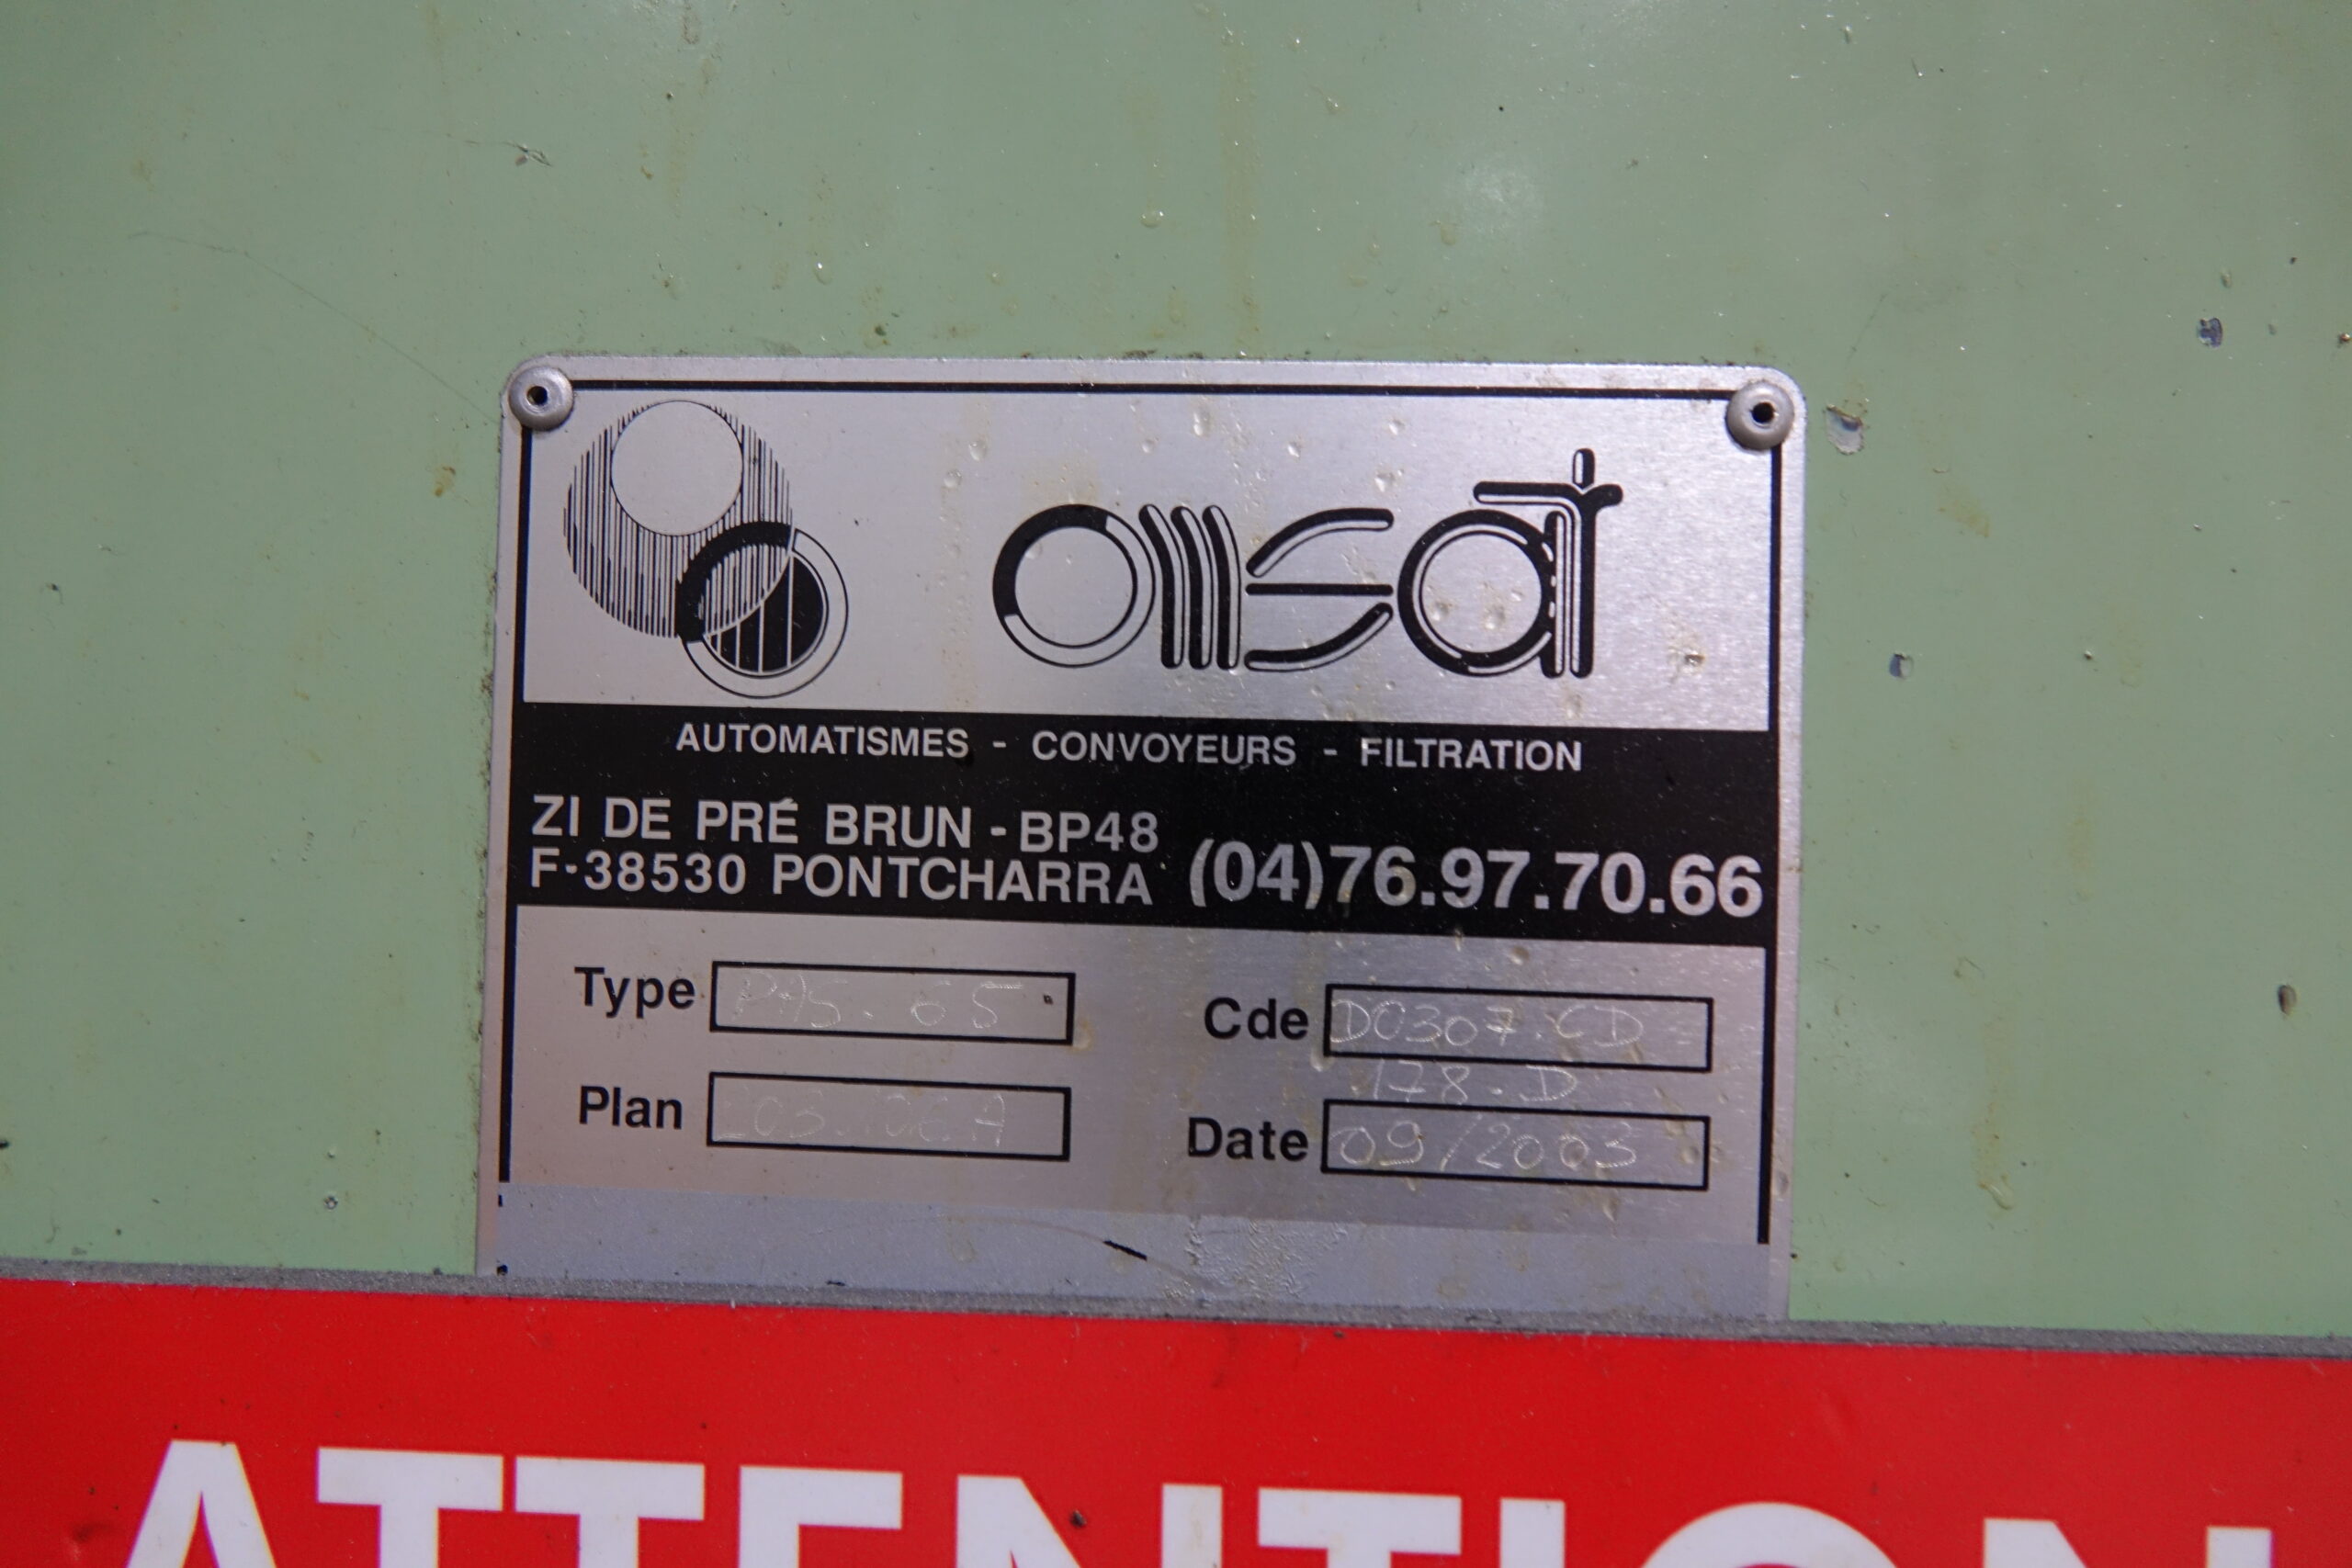 omsat
AUTOMATISMES - CONVOYEURS - FILTRATION
ZI DE PRÉ BRUN - BP48
F-38530 PONTCHARRA (04)76.97.70.66
Type PAS. 65
Cde D0307.CD
178.D
Plan
Date 09/2003
ATTENTION